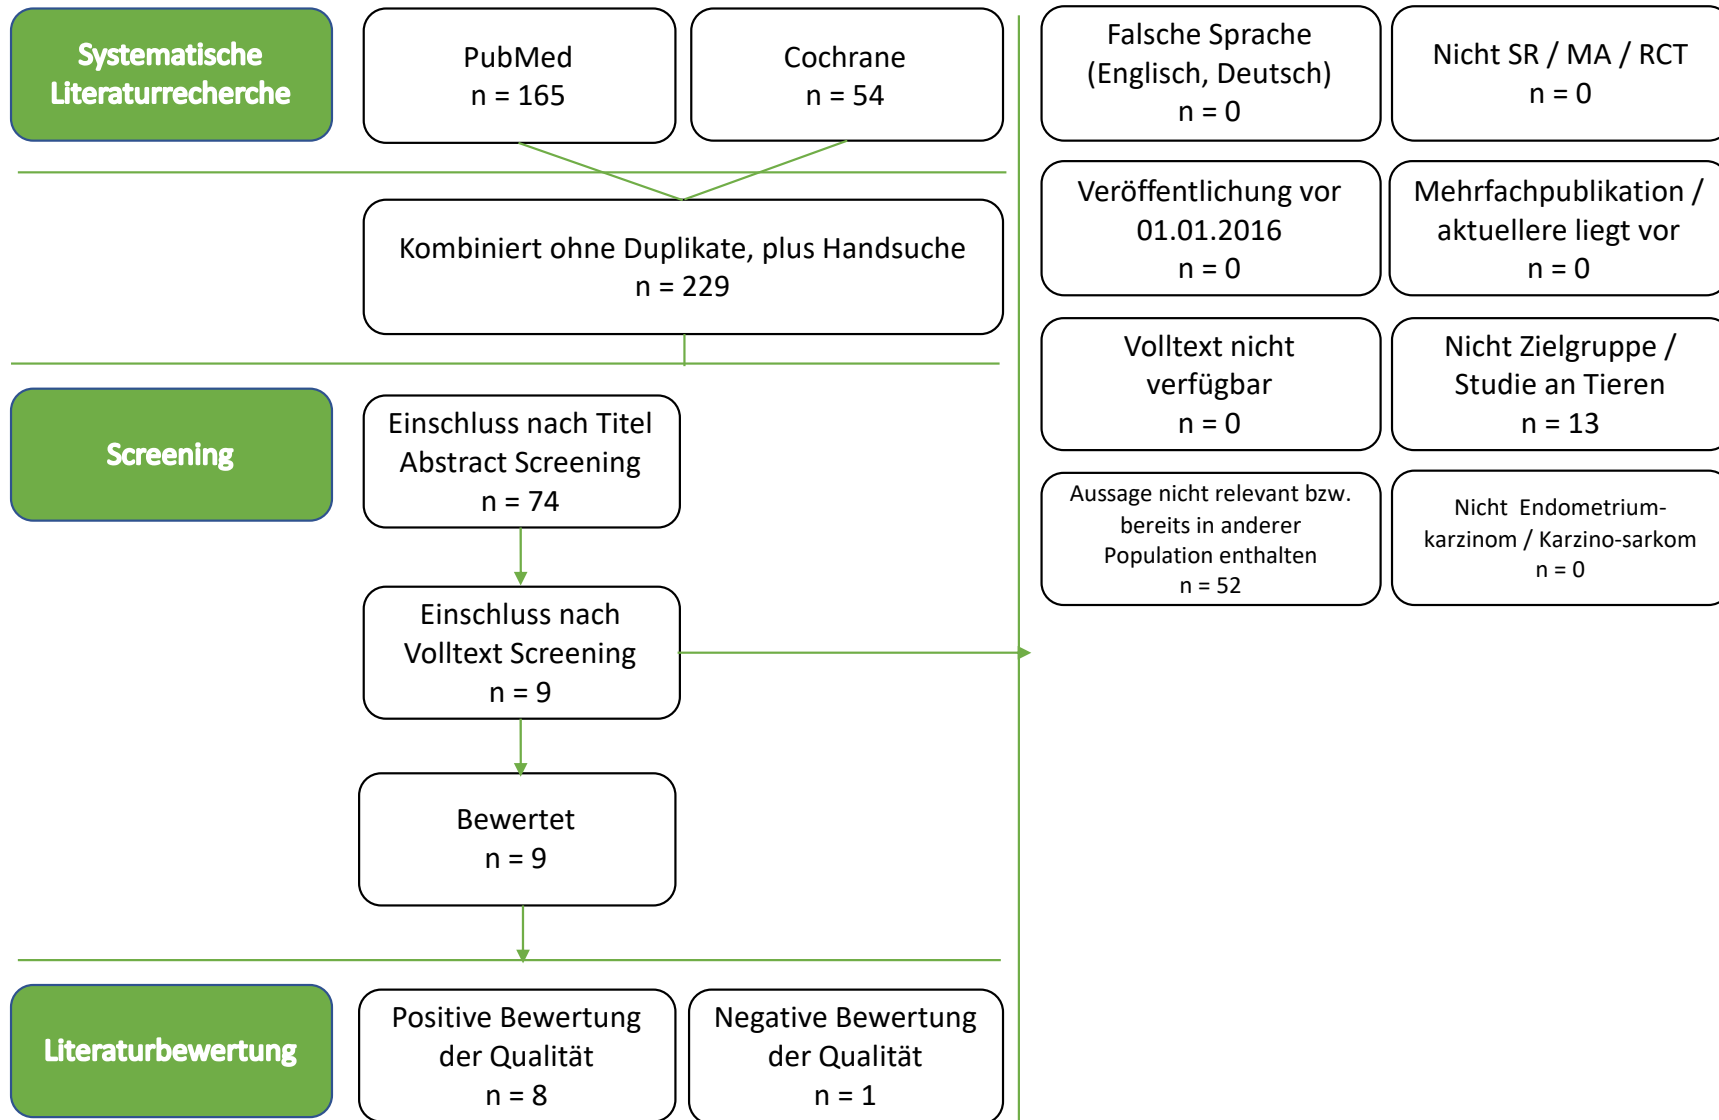 Systematische
Literaturrecherche
PubMed
n = 165
Cochrane
n = 54
Kombiniert ohne Duplikate, plus Handsuche
n = 229
Screening
Einschluss nach Titel
Abstract Screening
n = 74
Einschluss nach
Volltext Screening
n = 9
Bewertet
n = 9
Literaturbewertung
Positive Bewertung
der Qualität
n = 8
Negative Bewertung
der Qualität
n = 1
Falsche Sprache
(Englisch, Deutsch)
n = 0
Nicht SR / MA / RCT
n = 0
Veröffentlichung vor
01.01.2016
n = 0
Mehrfachpublikation /
aktuellere liegt vor
n = 0
Volltext nicht
verfügbar
n = 0
Nicht Zielgruppe /
Studie an Tieren
n = 13
Aussage nicht relevant bzw.
bereits in anderer
Population enthalten
n = 52
Nicht Endometrium-
karzinom / Karzino-sarkom
n = 0